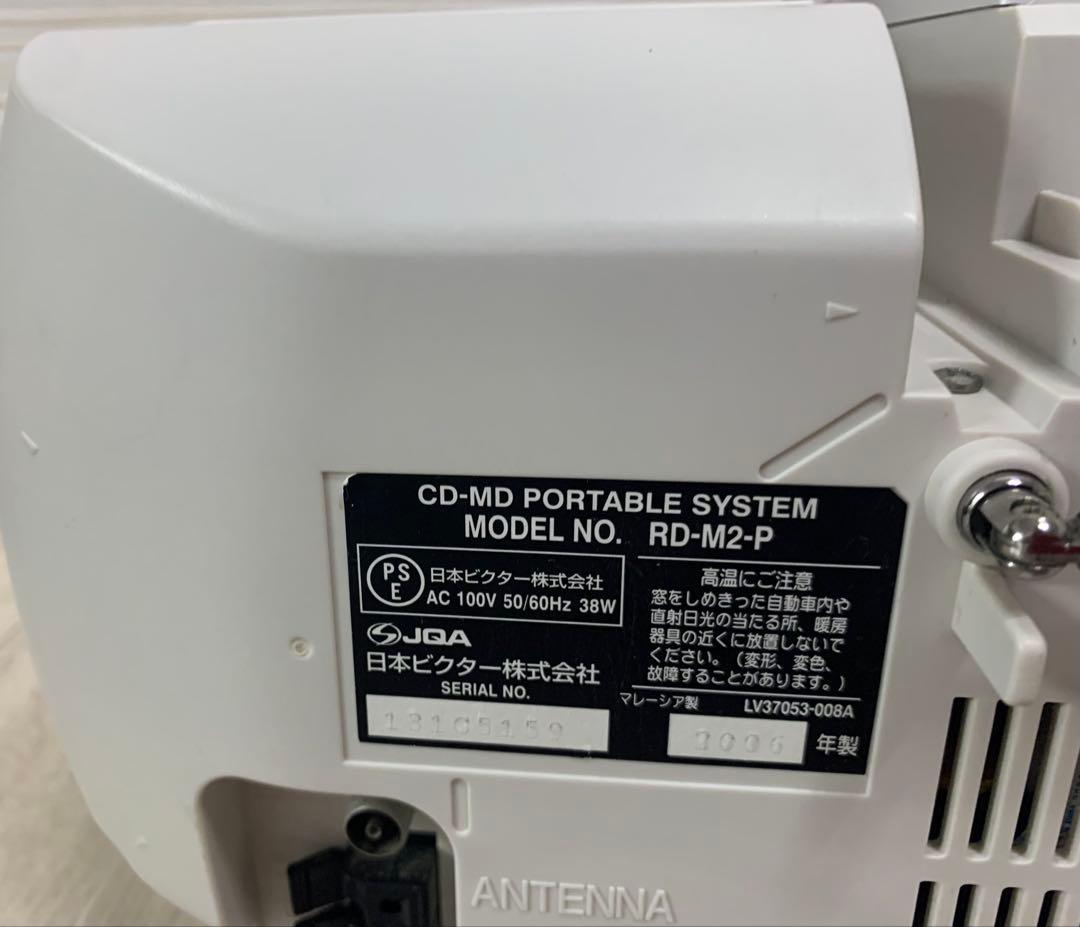 CD-MD PORTABLE SYSTEM
MODEL NO. RD-M2-P
PSE
日本ビクター株式会社
AC 100V 50/60Hz 38W
JQA
日本ビクター株式会社
SERIAL NO.
13105159
高温にご注意
窓をしめきった自動車内や
直射日光の当たる所、暖房
器具の近くに放置しないで
ください。（変形、変色、
故障することがあります。）
マレーシア製 LV37053-008A
2006 年製
ANTENNA